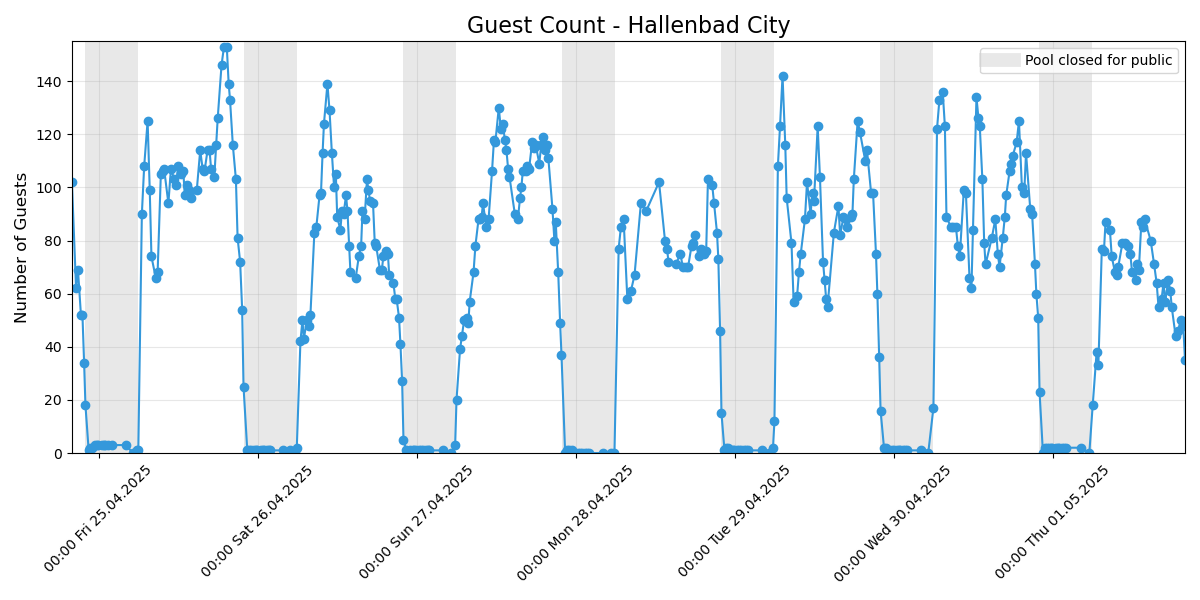 Guest Count - Hallenbad City
Pool closed for public
Number of Guests
140
120
100
80
60
40
20
0
00:00 Fri 25.04.2025
00:00 Sat 26.04.2025
00:00 Sun 27.04.2025
00:00 Mon 28.04.2025
00:00 Tue 29.04.2025
00:00 Wed 30.04.2025
00:00 Thu 01.05.2025